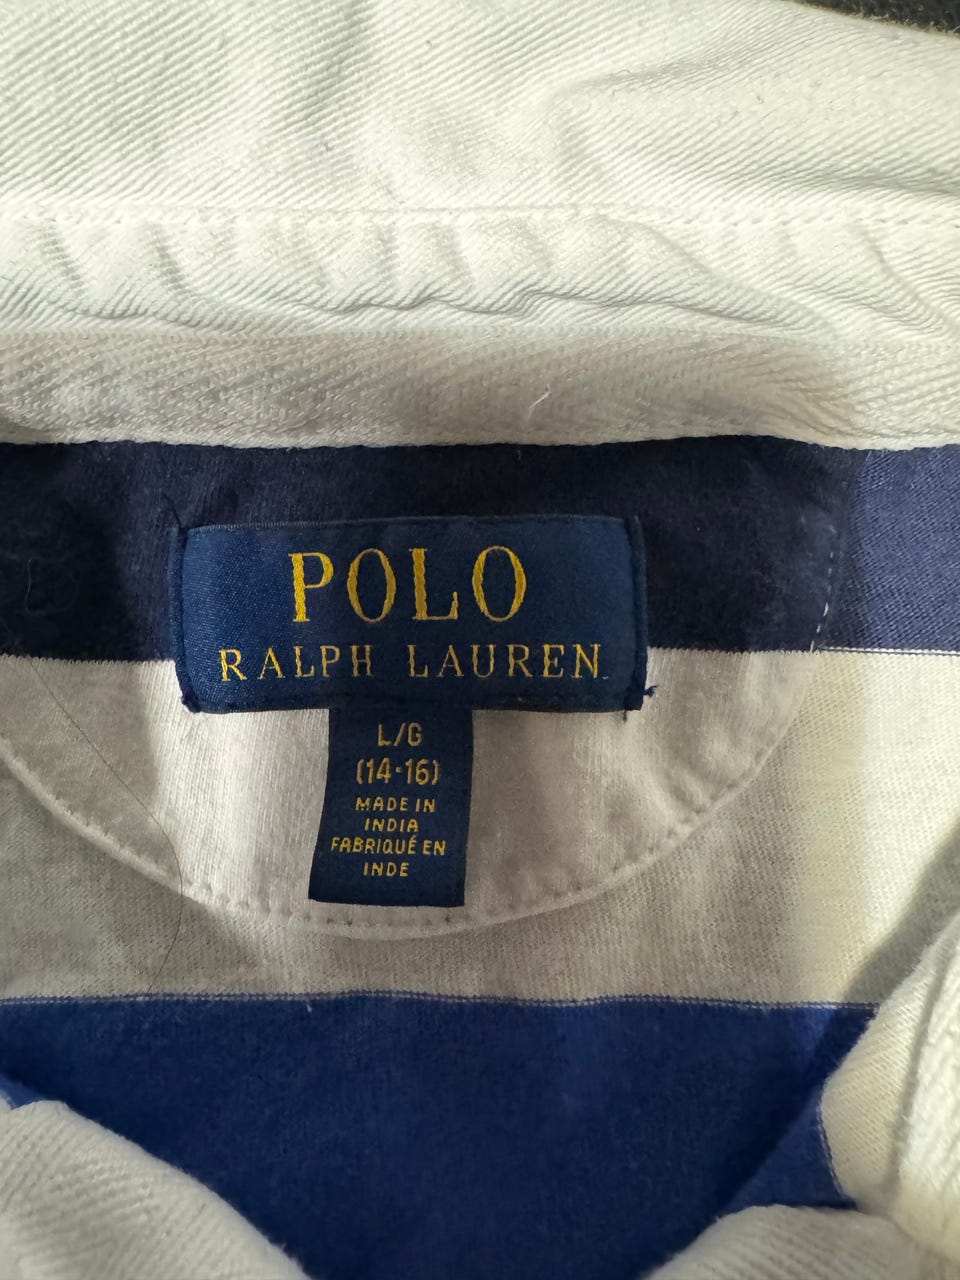 POLO
RALPH LAUREN
L/G
(14-16)
MADE IN
INDIA
FABRIQUÉ EN
INDE